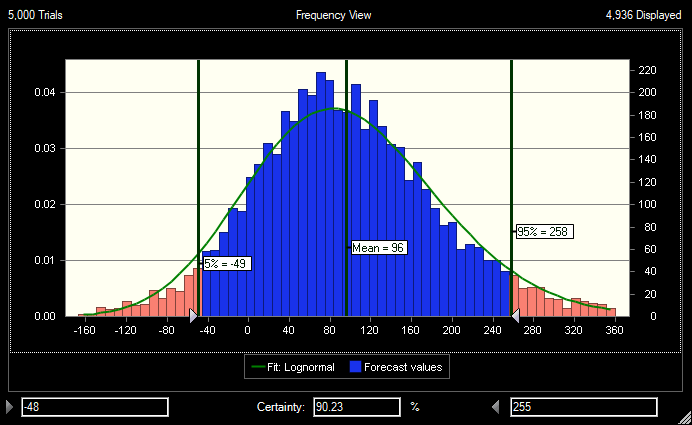 5,000 Trials Frequency View 4,936 Displayed
0.04
0.03
0.02
0.01
0.00
220
200
180
160
140
120
100
80
60
40
20
0
5% = -49
Mean = 96
95% = 258
-160 -120 -80 -40 0 40 80 120 160 200 240 280 320 360
Fit: Lognormal Forecast values
-48 Certainty: 90.23 % 255